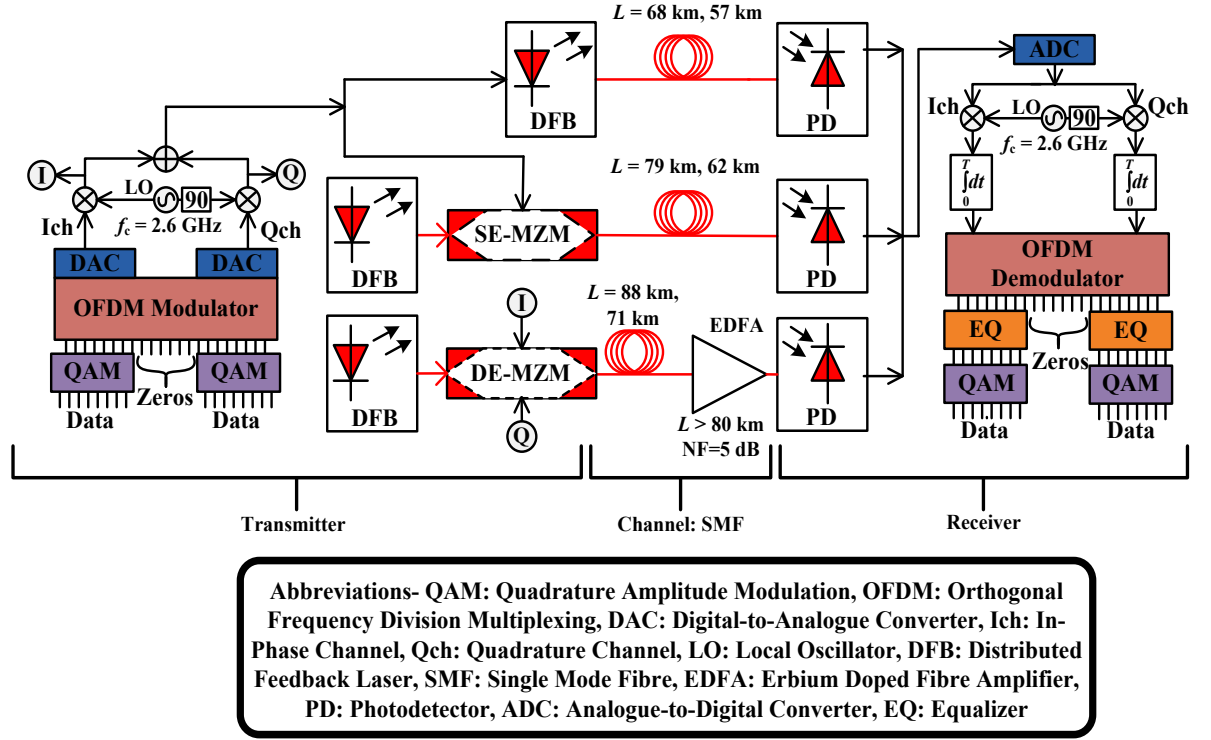 L = 68 km, 57 km
DFB
PD
ADC
Ich
LO
90
Qch
fc = 2.6 GHz
T
∫dt
0
T
∫dt
0
I
LO
90
Q
Ich
fc = 2.6 GHz
Qch
DAC
DAC
OFDM Modulator
QAM
QAM
Zeros
Data
Data
DFB
SE-MZM
L = 79 km, 62 km
PD
OFDM
Demodulator
EQ
EQ
Zeros
QAM
QAM
Data
Data
DFB
I
DE-MZM
Q
L = 88 km,
71 km
EDFA
L > 80 km
NF=5 dB
PD
Transmitter
Channel: SMF
Receiver
Abbreviations- QAM: Quadrature Amplitude Modulation, OFDM: Orthogonal
Frequency Division Multiplexing, DAC: Digital-to-Analogue Converter, Ich: In-
Phase Channel, Qch: Quadrature Channel, LO: Local Oscillator, DFB: Distributed
Feedback Laser, SMF: Single Mode Fibre, EDFA: Erbium Doped Fibre Amplifier,
PD: Photodetector, ADC: Analogue-to-Digital Converter, EQ: Equalizer